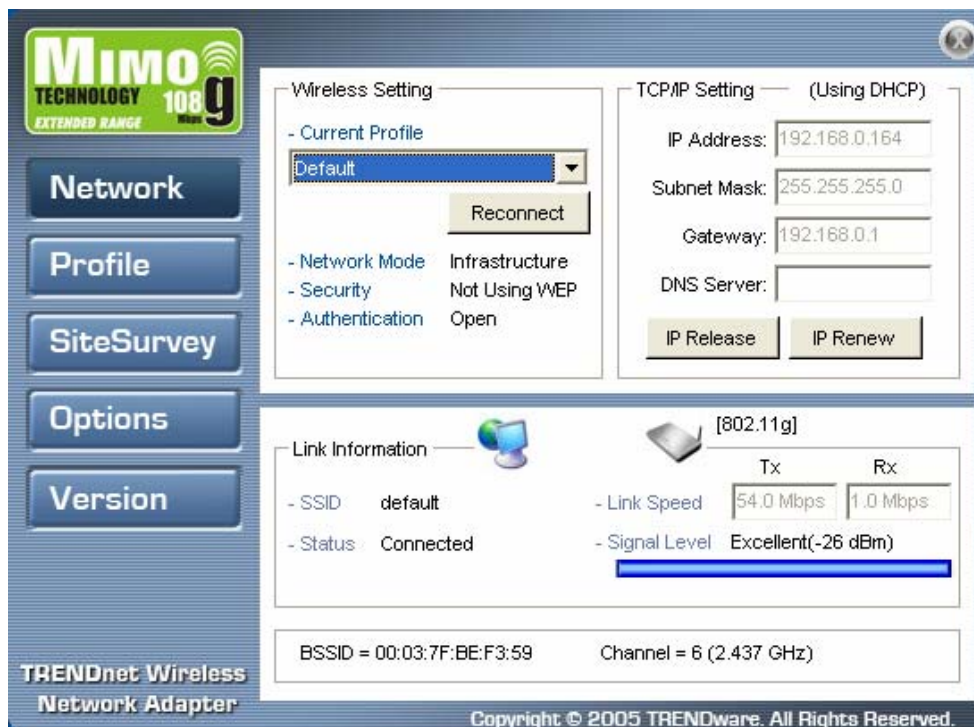 MIMO
TECHNOLOGY 108 Mbps g
EXTENDED RANGE
X
Network
Profile
SiteSurvey
Options
Version
TRENDnet Wireless
Network Adapter
Wireless Setting
- Current Profile
Default
Reconnect
- Network Mode Infrastructure
- Security Not Using WEP
- Authentication Open
TCP/IP Setting (Using DHCP)
IP Address: 192.168.0.164
Subnet Mask: 255.255.255.0
Gateway: 192.168.0.1
DNS Server:
IP Release IP Renew
Link Information
[802.11g]
Tx Rx
- SSID default
- Link Speed 54.0 Mbps 1.0 Mbps
- Status Connected
- Signal Level Excellent(-26 dBm)
BSSID = 00:03:7F:BE:F3:59 Channel = 6 (2.437 GHz)
Copyright © 2005 TRENDware. All Rights Reserved.